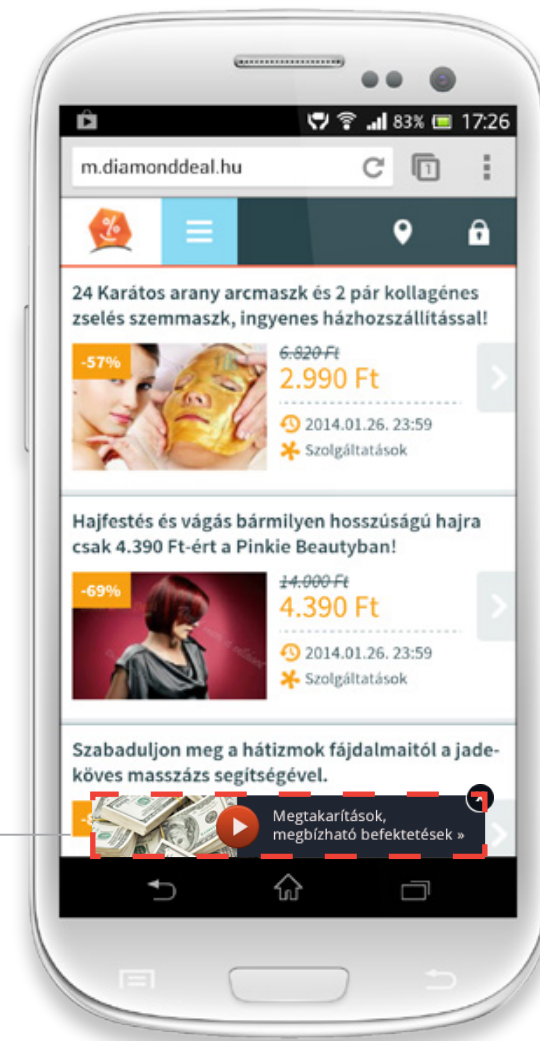 83% 17:26
m.diamonddeal.hu
1
%
24 Karátos arany arcmaszk és 2 pár kollagénes
zselés szemmaszk, ingyenes házhozszállítással!
-57%
6.820 Ft
2.990 Ft
2014.01.26. 23:59
Szolgáltatások
Hajfestés és vágás bármilyen hosszúságú hajra
csak 4.390 Ft-ért a Pinkie Beautyban!
-69%
14.000 Ft
4.390 Ft
2014.01.26. 23:59
Szolgáltatások
Szabaduljon meg a hátizmok fájdalmaitól a jade-
köves masszázs segítségével.
Megtakarítások,
megbízható befektetések »